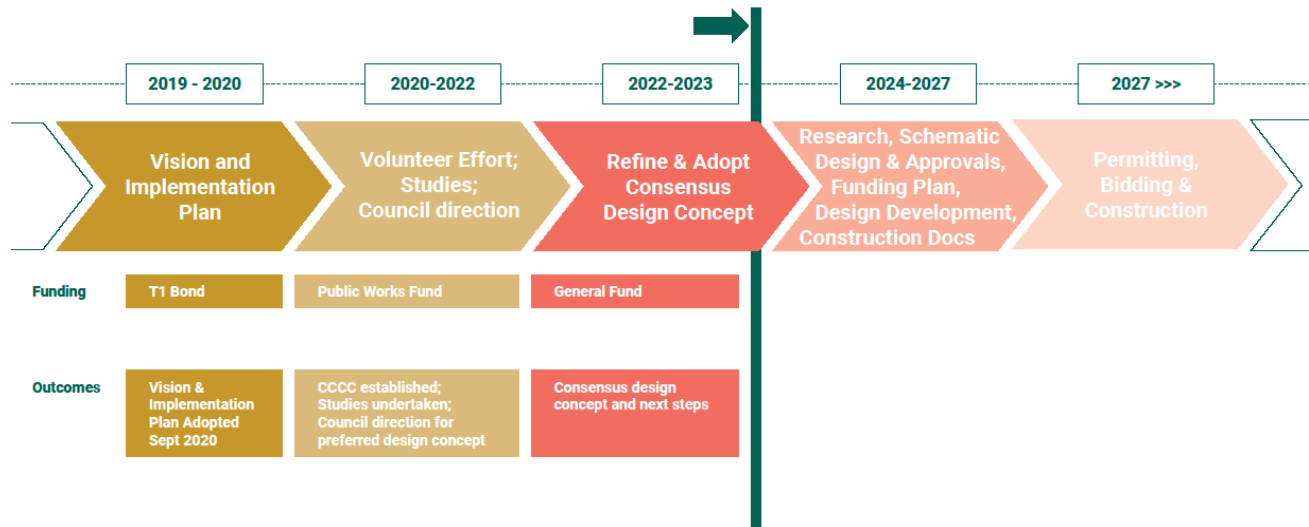 2019 - 2020
2020-2022
2022-2023
2024-2027
2027 >>>
Vision and
Implementation
Plan
Volunteer Effort;
Studies;
Council direction
Refine & Adopt
Consensus
Design Concept
Research, Schematic
Design & Approvals,
Funding Plan,
Design Development,
Construction Docs
Permitting,
Bidding &
Construction
Funding
T1 Bond
Public Works Fund
General Fund
Outcomes
Vision &
Implementation
Plan Adopted
Sept 2020
CCCC established;
Studies undertaken;
Council direction for
preferred design concept
Consensus design
concept and next steps